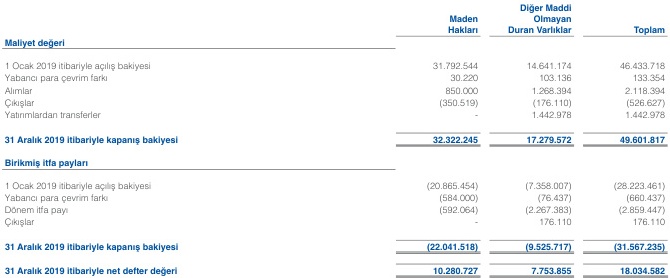 Maden Hakları Diğer Maddi Olmayan Duran Varlıklar Toplam
Maliyet değeri
1 Ocak 2019 itibariyle açılış bakiyesi 31.792.544 14.641.174 46.433.718
Yabancı para çevrim farkı 30.220 103.136 133.354
Alımlar 850.000 1.268.394 2.118.394
Çıkışlar (350.519) (176.110) (526.627)
Yatırımlardan transferler - 1.442.978 1.442.978
31 Aralık 2019 itibariyle kapanış bakiyesi 32.322.245 17.279.572 49.601.817
Birikmiş itfa payları
1 Ocak 2019 itibariyle açılış bakiyesi (20.865.454) (7.358.007) (28.223.461)
Yabancı para çevrim farkı (584.000) (76.437) (660.437)
Dönem itfa payı (592.064) (2.267.383) (2.859.447)
Çıkışlar - 176.110 176.110
31 Aralık 2019 itibariyle kapanış bakiyesi (22.041.518) (9.525.717) (31.567.235)
31 Aralık 2019 itibariyle net defter değeri 10.280.727 7.753.855 18.034.582